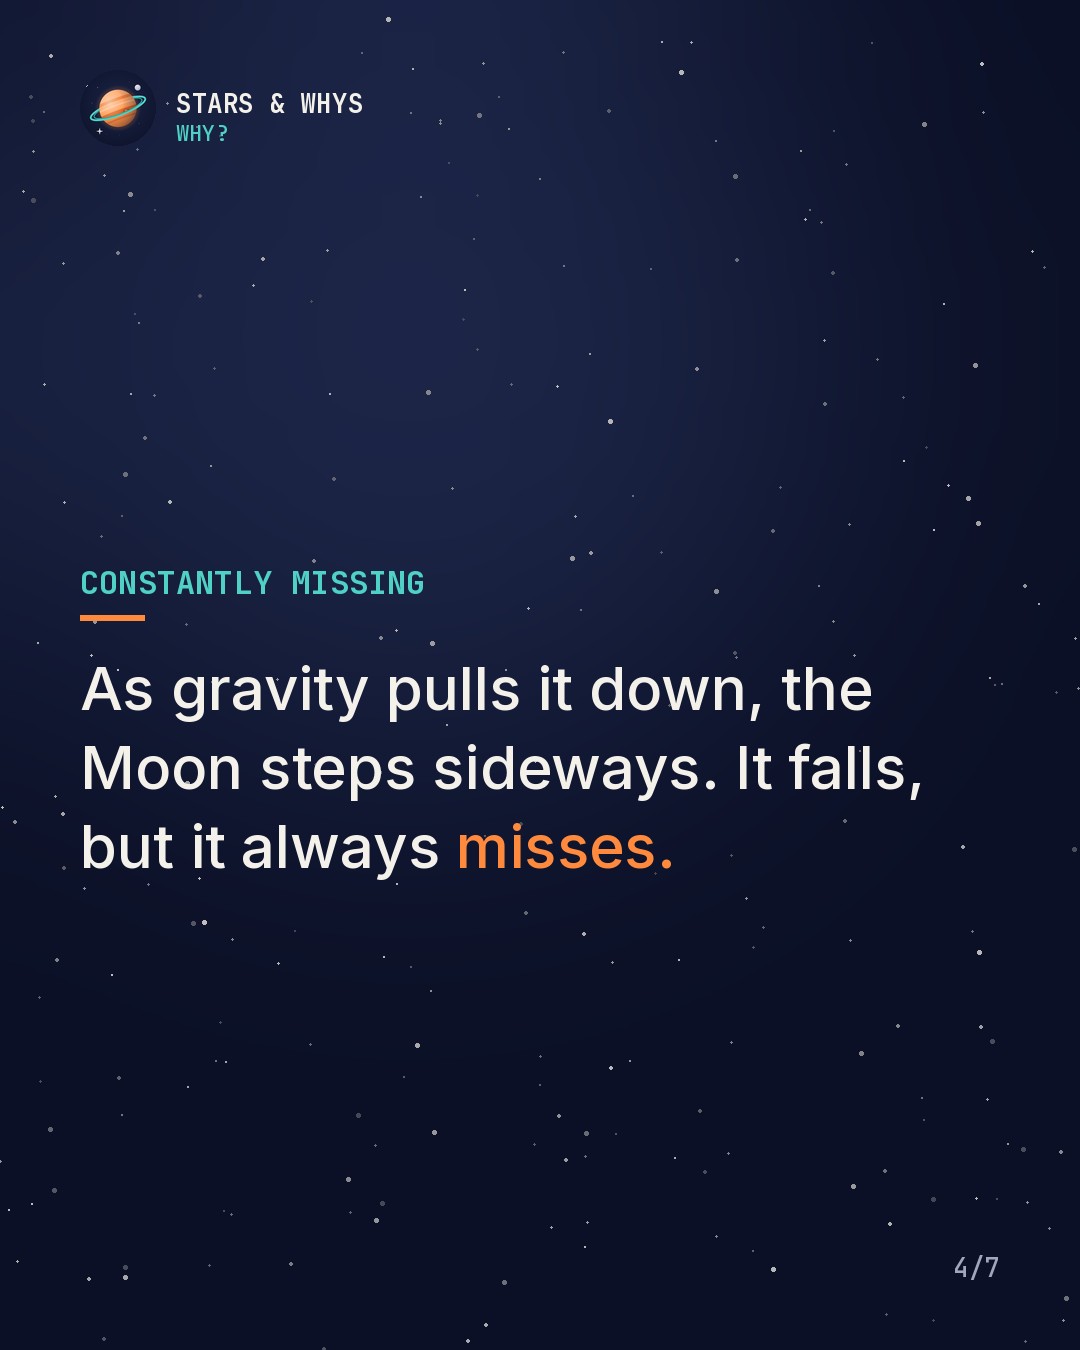 STARS & WHYS
WHY?
CONSTANTLY MISSING
As gravity pulls it down, the
Moon steps sideways. It falls,
but it always misses.
4/7